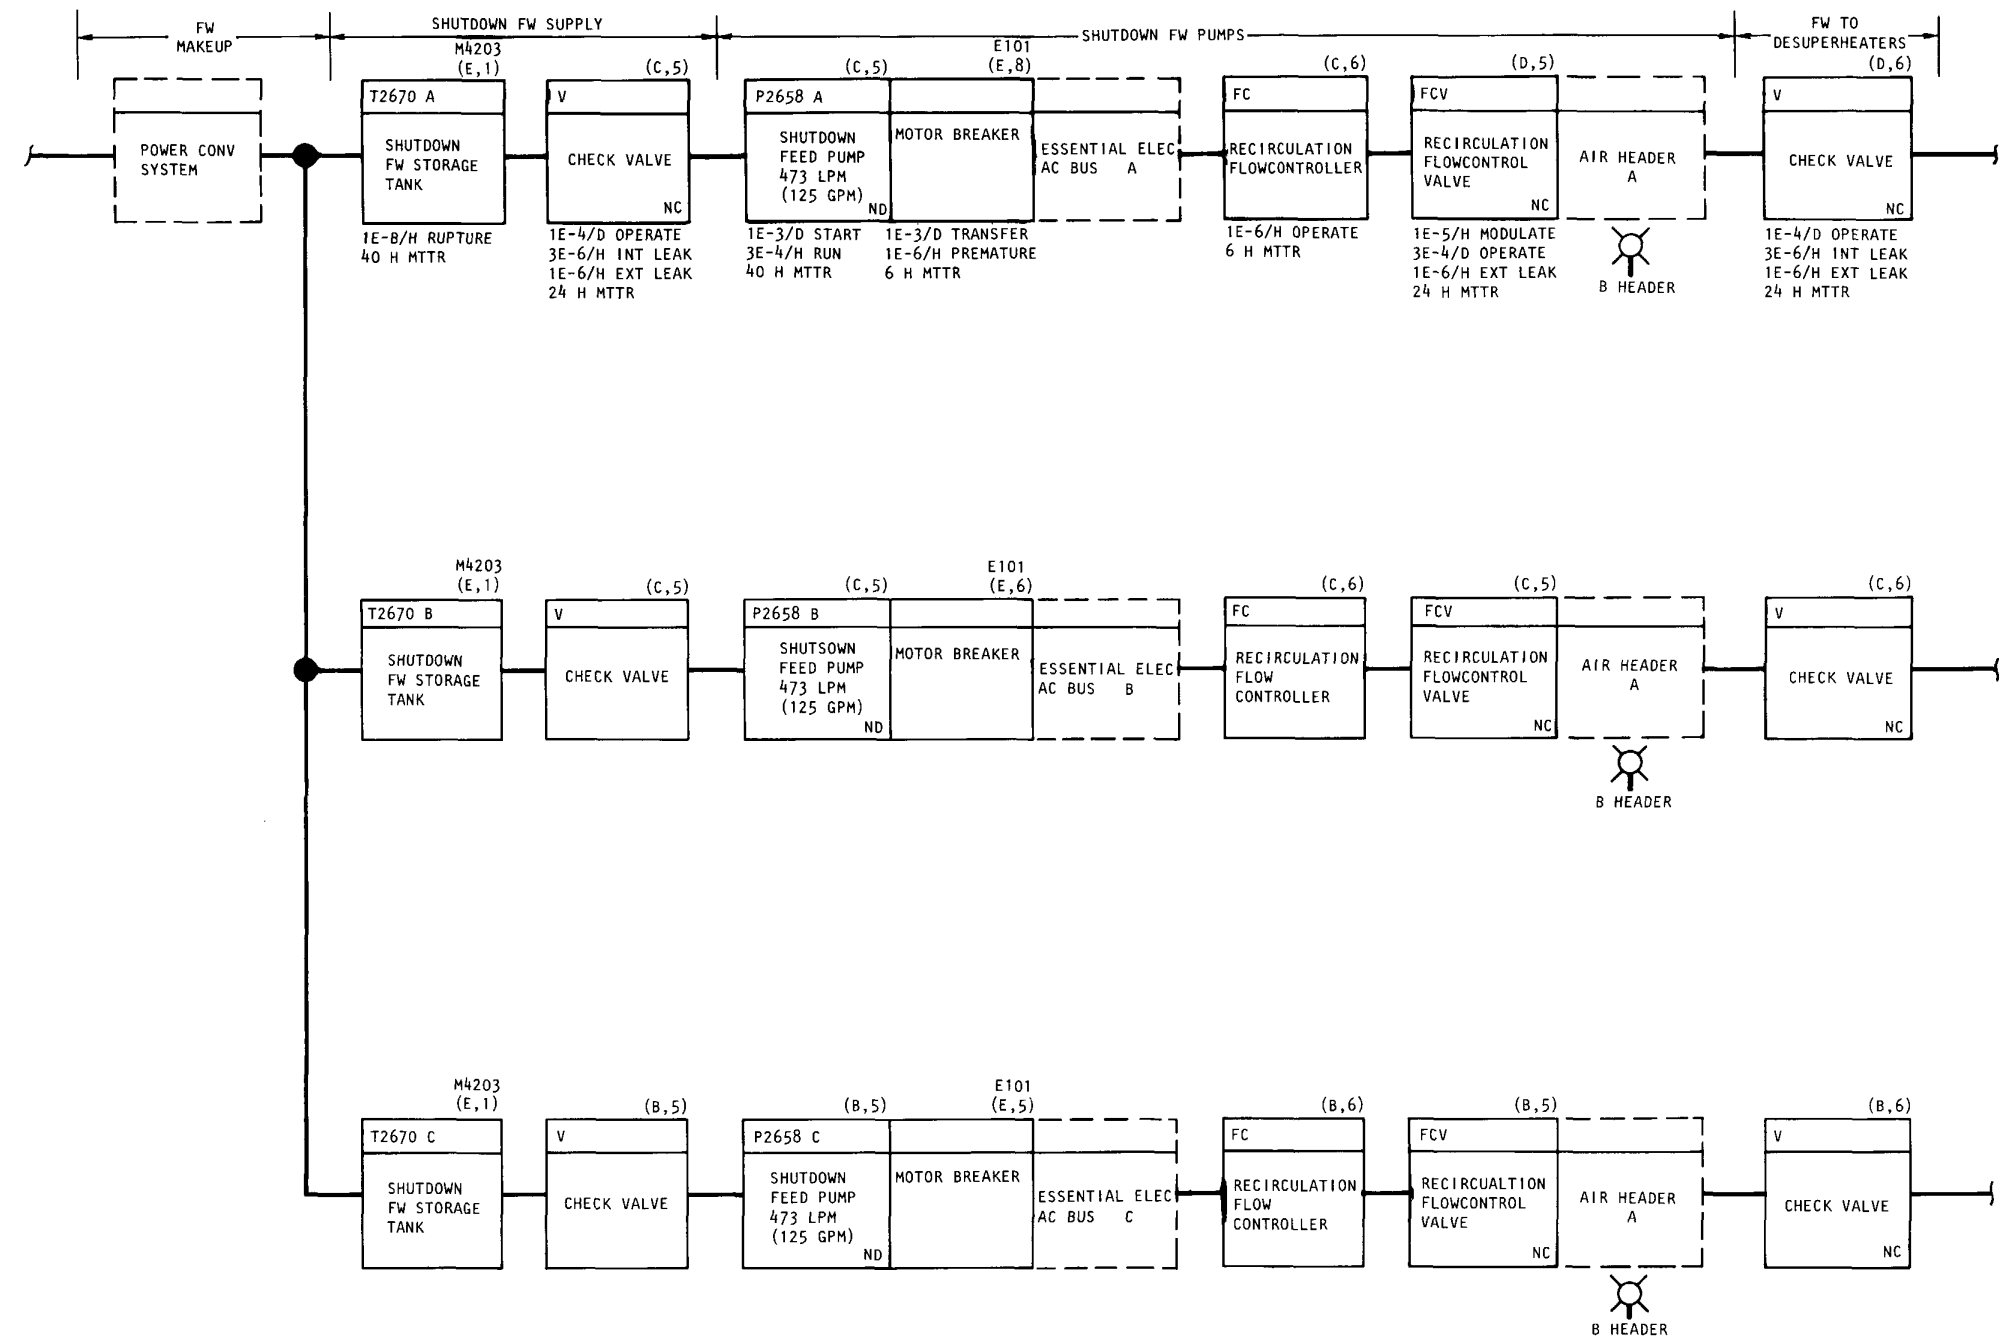 FW
MAKEUP
SHUTDOWN FW SUPPLY
SHUTDOWN FW PUMPS
FW TO
DESUPERHEATERS
POWER CONV
SYSTEM
M4203
(E,1)
T2670 A
SHUTDOWN
FW STORAGE
TANK
1E-8/H RUPTURE
40 H MTTR
(C,5)
V
CHECK VALVE
NC
1E-4/D OPERATE
3E-6/H INT LEAK
1E-6/H EXT LEAK
24 H MTTR
(C,5)
P2658 A
SHUTDOWN
FEED PUMP
473 LPM
(125 GPM)
ND
1E-3/D START
3E-4/H RUN
40 H MTTR
E101
(E,8)
MOTOR BREAKER
1E-3/D TRANSFER
1E-6/H PREMATURE
6 H MTTR
ESSENTIAL ELEC
AC BUS A
(C,6)
FC
RECIRCULATION
FLOWCONTROLLER
1E-6/H OPERATE
6 H MTTR
(D,5)
FCV
RECIRCULATION
FLOWCONTROL
VALVE
NC
1E-5/H MODULATE
3E-4/D OPERATE
1E-6/H EXT LEAK
24 H MTTR
AIR HEADER
A
B HEADER
(D,6)
V
CHECK VALVE
NC
1E-4/D OPERATE
3E-6/H INT LEAK
1E-6/H EXT LEAK
24 H MTTR
M4203
(E,1)
T2670 B
SHUTDOWN
FW STORAGE
TANK
(C,5)
V
CHECK VALVE
(C,5)
P2658 B
SHUTSOWN
FEED PUMP
473 LPM
(125 GPM)
ND
E101
(E,6)
MOTOR BREAKER
ESSENTIAL ELEC
AC BUS B
(C,6)
FC
RECIRCULATION
FLOW
CONTROLLER
(C,5)
FCV
RECIRCULATION
FLOWCONTROL
VALVE
NC
AIR HEADER
A
B HEADER
(C,6)
V
CHECK VALVE
NC
M4203
(E,1)
T2670 C
SHUTDOWN
FW STORAGE
TANK
(B,5)
V
CHECK VALVE
(B,5)
P2658 C
SHUTDOWN
FEED PUMP
473 LPM
(125 GPM)
ND
E101
(E,5)
MOTOR BREAKER
ESSENTIAL ELEC
AC BUS C
(B,6)
FC
RECIRCULATION
FLOW
CONTROLLER
(B,5)
FCV
RECIRCUALTION
FLOWCONTROL
VALVE
NC
AIR HEADER
A
B HEADER
(B,6)
V
CHECK VALVE
NC